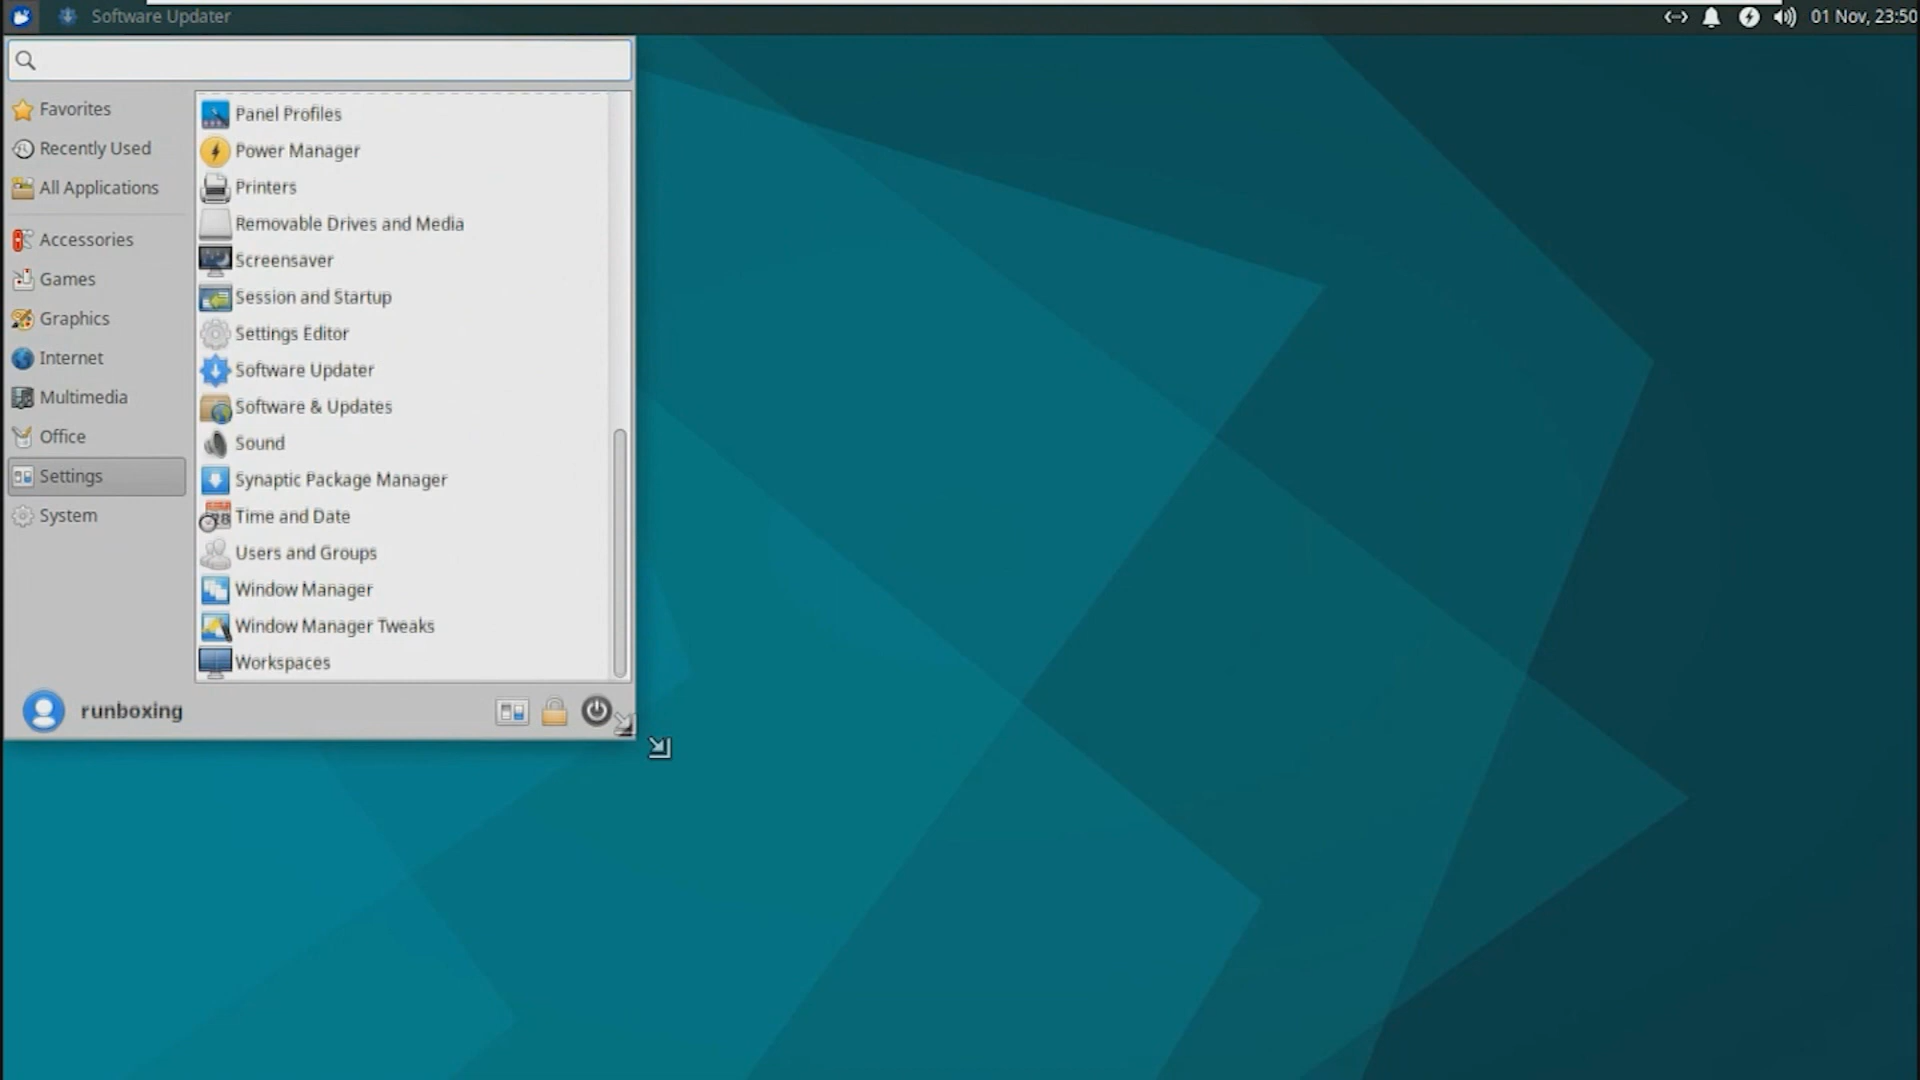 Software Updater
01 Nov, 23:50
Favorites
Recently Used
All Applications
Accessories
Games
Graphics
Internet
Multimedia
Office
Settings
System
Panel Profiles
Power Manager
Printers
Removable Drives and Media
Screensaver
Session and Startup
Settings Editor
Software Updater
Software & Updates
Sound
Synaptic Package Manager
Time and Date
Users and Groups
Window Manager
Window Manager Tweaks
Workspaces
runboxing